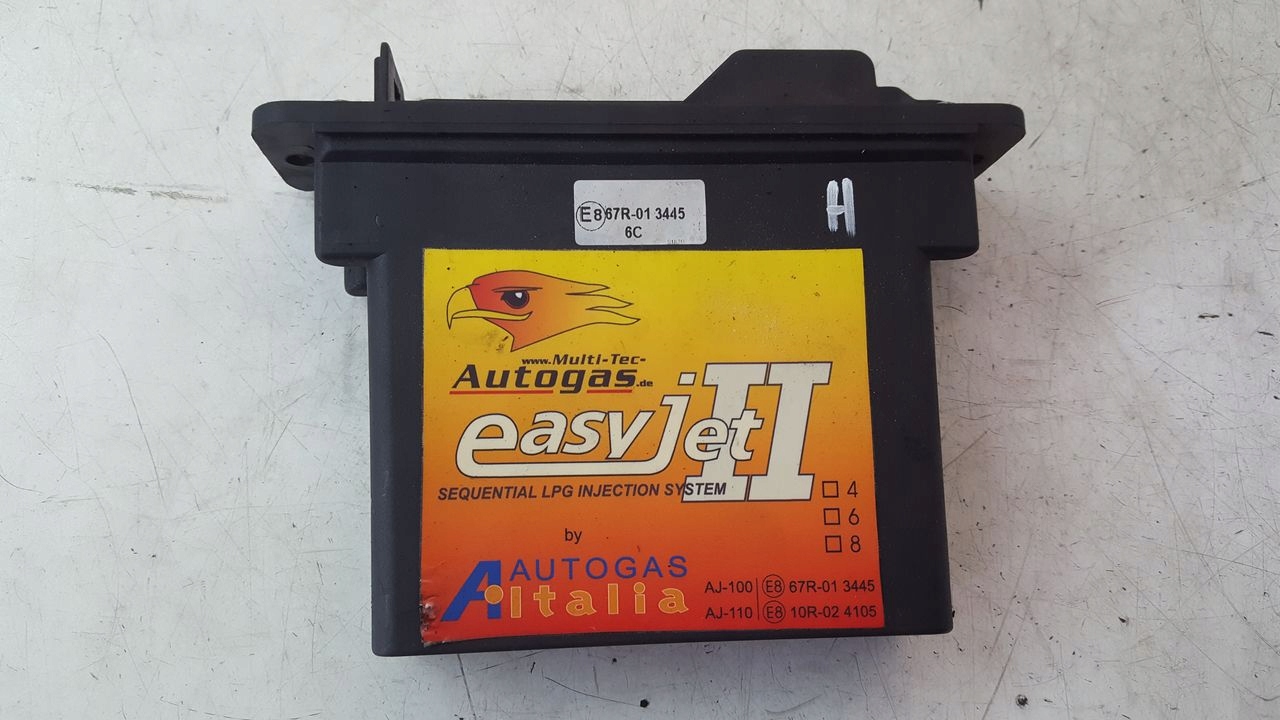 E8 67R-01 3445
6C
H
www.Multi-Tec-
Autogas.de
easyjet II
SEQUENTIAL LPG INJECTION SYSTEM
4
6
8
by
A AUTOGAS
Italia
AJ-100 | E8 67R-01 3445
AJ-110 | E8 10R-02 4105